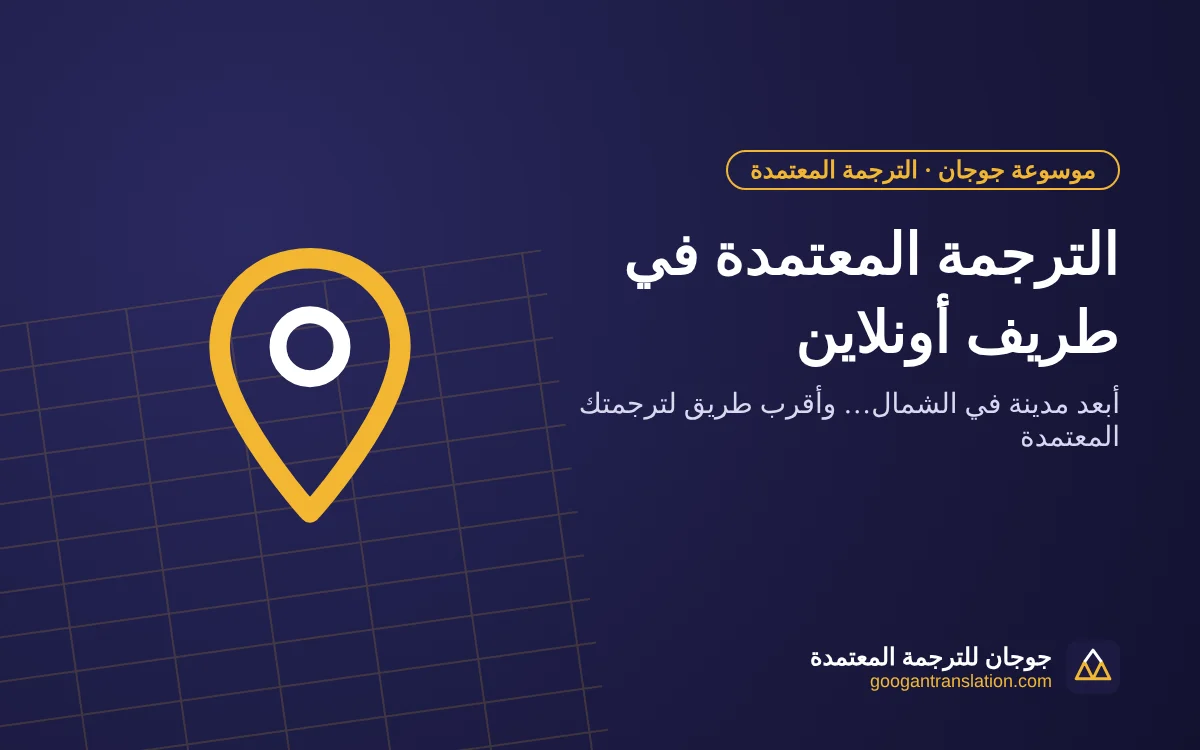 موسوعة جوجان · الترجمة المعتمدة
الترجمة المعتمدة في
طريف أونلاين
أبعد مدينة في الشمال... وأقرب طريق لترجمتك
المعتمدة
جوجان للترجمة المعتمدة
googantranslation.com